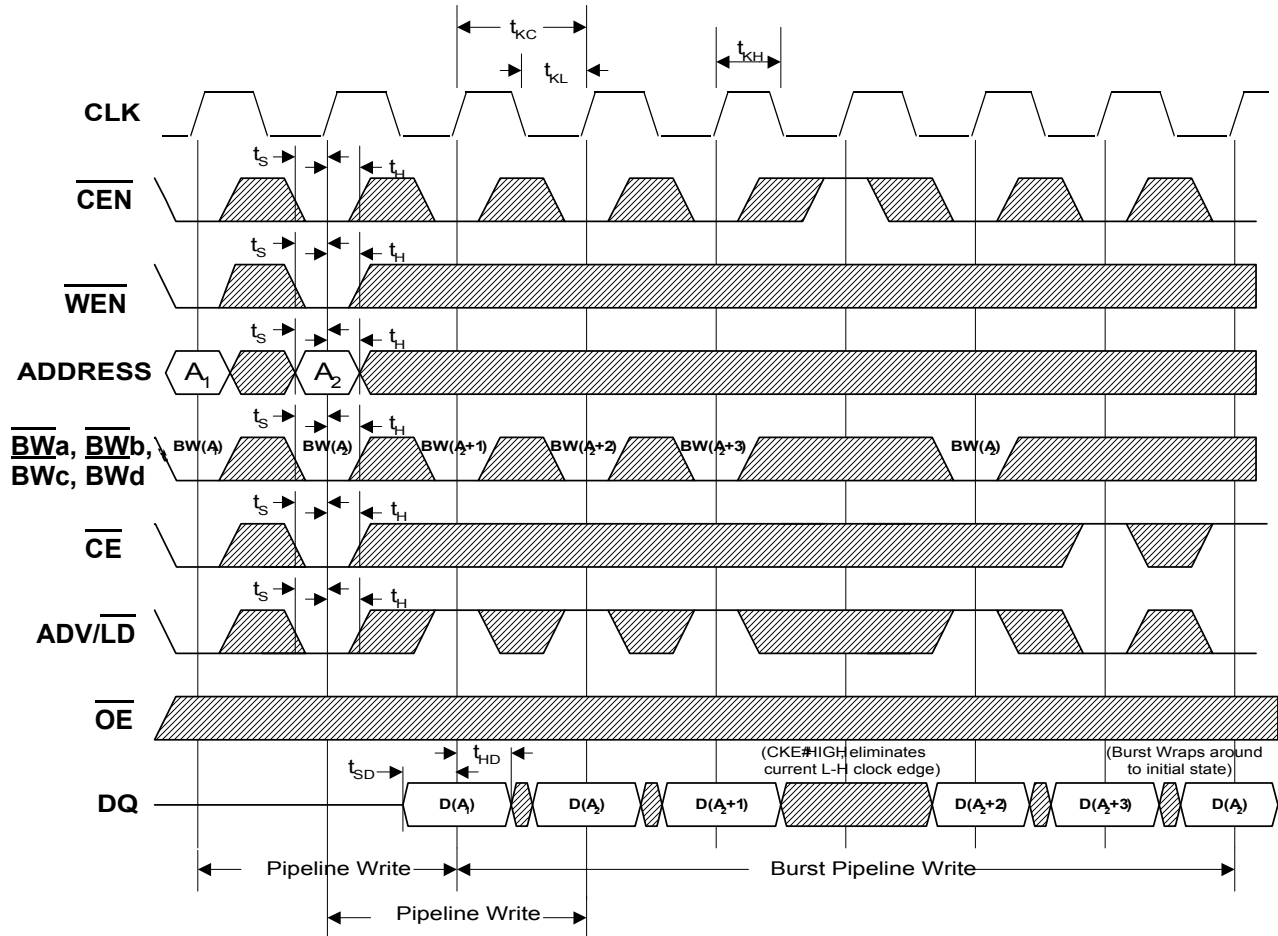 tKC
tKL
tKH
CLK
tS
tH
CEN
tS
tH
WEN
tS
tH
ADDRESS
A1
A2
tS
tH
BWa, BWb,
BWc, BWd
BW(A1)
BW(A2)
BW(A2+1)
BW(A2+2)
BW(A2+3)
BW(A2)
tS
tH
CE
tS
tH
ADV/LD
OE
(CKE#HIGH, eliminates
current L-H clock edge)
(Burst Wraps around
to initial state)
tSD
tHD
DQ
D(A1)
D(A2)
D(A2+1)
D(A2+2)
D(A2+3)
D(A2)
Pipeline Write
Burst Pipeline Write
Pipeline Write